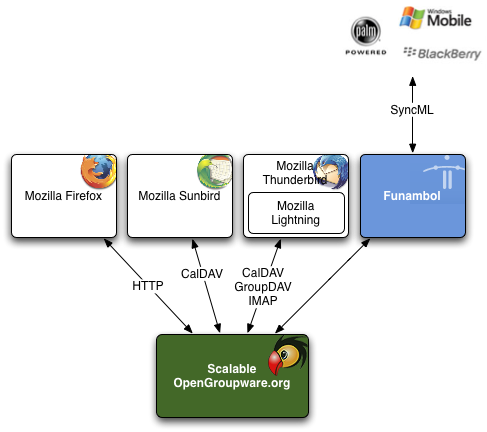 palm
POWERED
Windows
Mobile
BlackBerry
SyncML
Mozilla Firefox
Mozilla Sunbird
Mozilla
Thunderbird
Mozilla
Lightning
Funambol
HTTP
CalDAV
CalDAV
GroupDAV
IMAP
Scalable
OpenGroupware.org